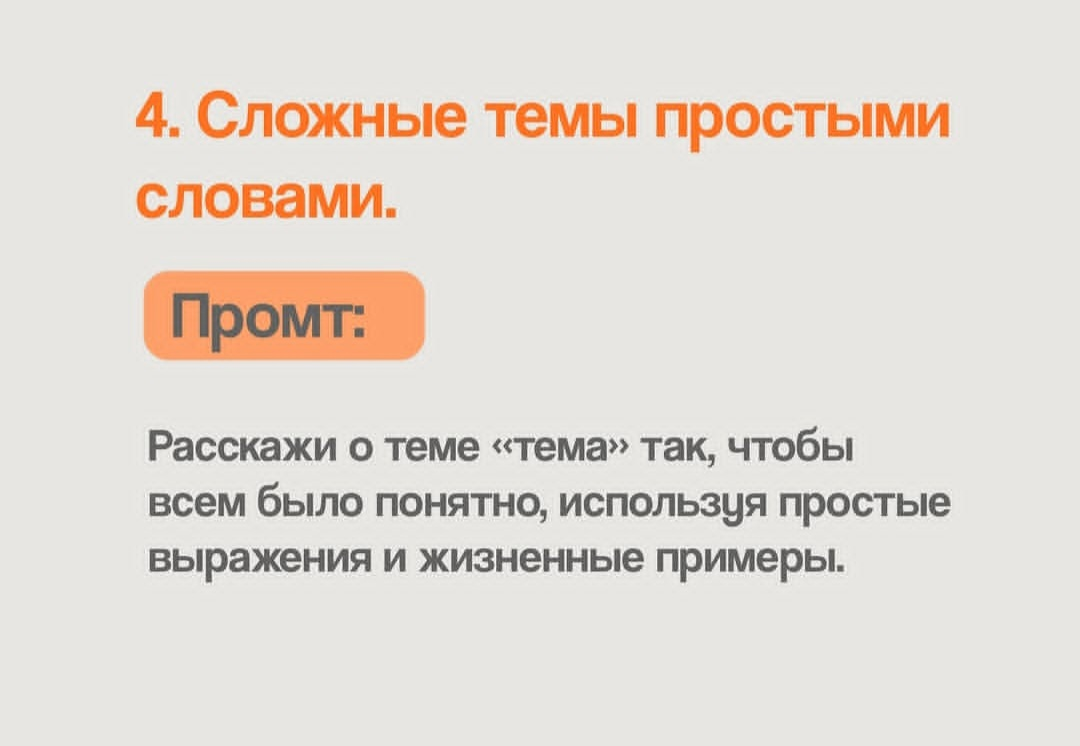 4. Сложные темы простыми
словами.
Промт:
Расскажи о теме «тема» так, чтобы
всем было понятно, используя простые
выражения и жизненные примеры.